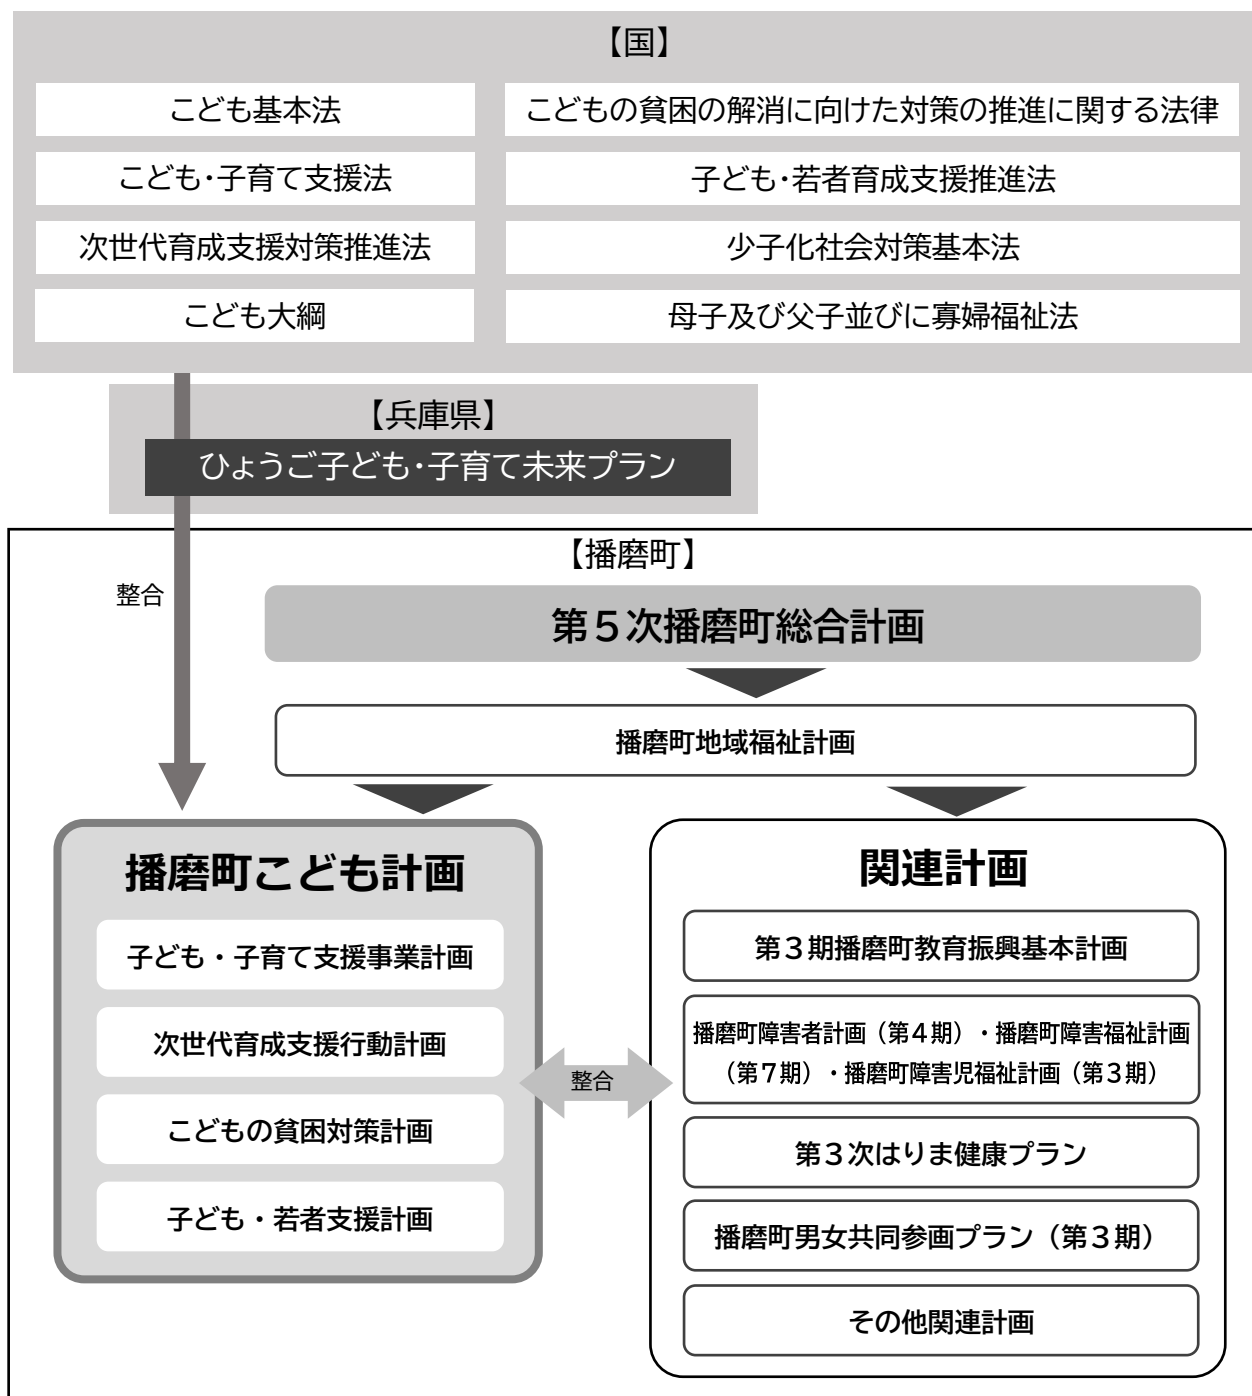 【国】
こども基本法
こどもの貧困の解消に向けた対策の推進に関する法律
こども・子育て支援法
子ども・若者育成支援推進法
次世代育成支援対策推進法
少子化社会対策基本法
こども大綱
母子及び父子並びに寡婦福祉法
【兵庫県】
ひょうご子ども・子育て未来プラン
【播磨町】
整合
第５次播磨町総合計画
播磨町地域福祉計画
播磨町こども計画
子ども・子育て支援事業計画
次世代育成支援行動計画
こどもの貧困対策計画
子ども・若者支援計画
整合
関連計画
第３期播磨町教育振興基本計画
播磨町障害者計画（第４期）・播磨町障害福祉計画
（第７期）・播磨町障害児福祉計画（第３期）
第３次はりま健康プラン
播磨町男女共同参画プラン（第３期）
その他関連計画